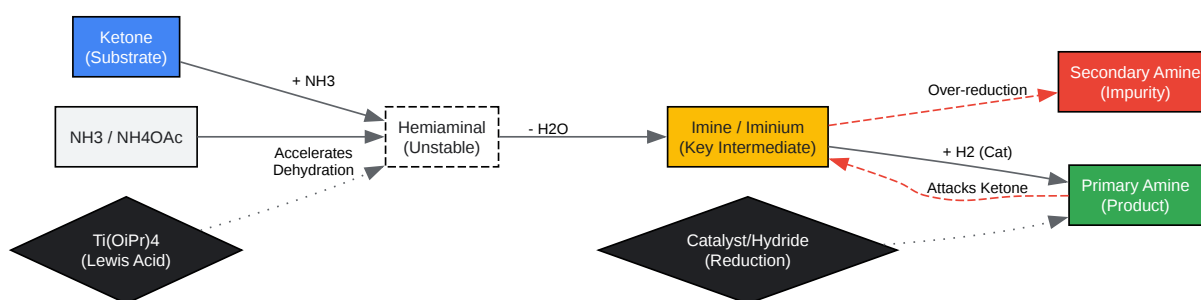 Ketone
(Substrate)
+ NH3
NH3 / NH4OAc
Accelerates
Dehydration
Hemiaminal
(Unstable)
- H2O
Imine / Iminium
(Key Intermediate)
Over-reduction
Secondary Amine
(Impurity)
+ H2 (Cat)
Attacks Ketone
Primary Amine
(Product)
Ti(OiPr)4
(Lewis Acid)
Catalyst/Hydride
(Reduction)